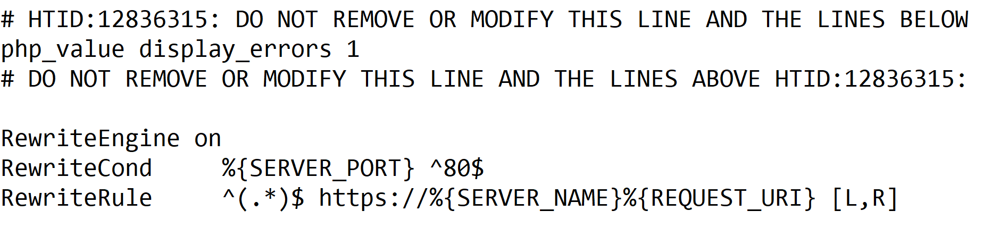 # HTID:12836315: DO NOT REMOVE OR MODIFY THIS LINE AND THE LINES BELOW
php_value display_errors 1
# DO NOT REMOVE OR MODIFY THIS LINE AND THE LINES ABOVE HTID:12836315:

RewriteEngine on
RewriteCond     %{SERVER_PORT} ^80$
RewriteRule     ^(.*)$ https://%{SERVER_NAME}%{REQUEST_URI} [L,R]